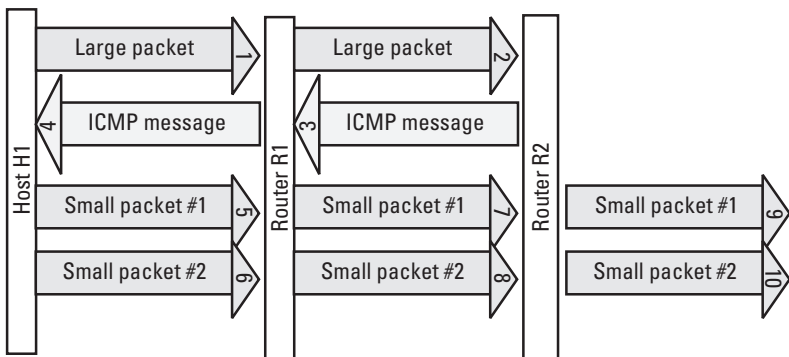 Large packet 1
Large packet 2
ICMP message 4
ICMP message 3
Host H1
Router R1
Router R2
Small packet #1 5
Small packet #1 7
Small packet #1 9
Small packet #2 6
Small packet #2 8
Small packet #2 10